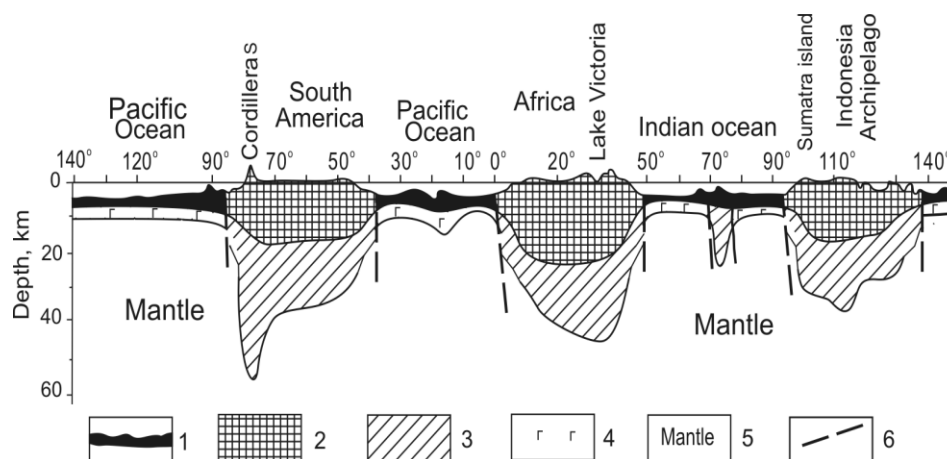 Pacific
Ocean
Cordilleras
South
America
Pacific
Ocean
Africa
Lake Victoria
Indian ocean
Sumatra island
Indonesia
Archipelago
140° 120° 90° 70° 50° 30° 10° 0° 20° 50° 70° 90° 110° 140°
Depth, km
0
20
40
60
Mantle
Mantle
1
2
3
г г 4
Mantle 5
6